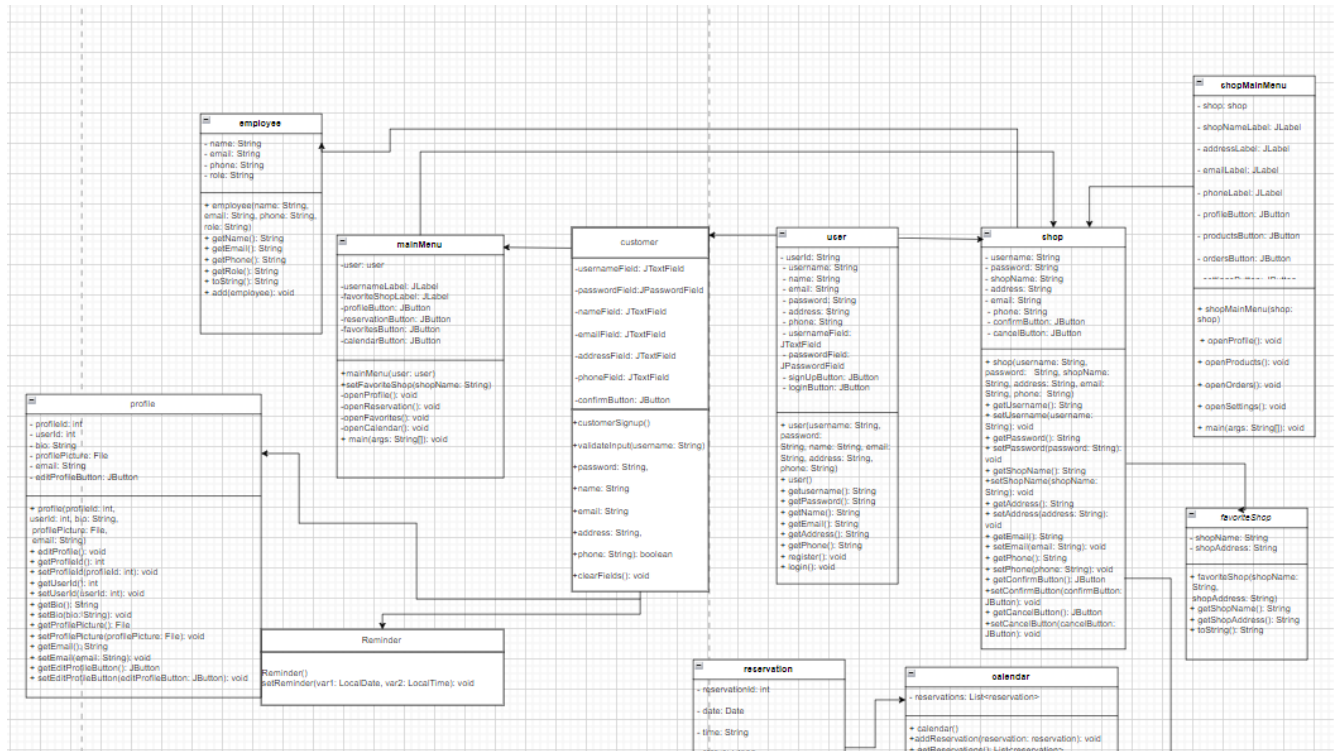 employee
- name: String
- email: String
- phone: String
- role: String
+ employee(name: String,
email: String, phone: String,
role: String)
+ getName(): String
+ getEmail(): String
+ getPhone(): String
+ getRole(): String
+ toString(): String
+ add(employee): void
mainMenu
-user: user
-usernameLabel: JLabel
-favoriteShopLabel: JLabel
-profileButton: JButton
-reservationButton: JButton
-favoritesButton: JButton
-calendarButton: JButton
+mainMenu(user: user)
+setFavoriteShop(shopName: String)
-openProfile(): void
-openReservation(): void
-openFavorites(): void
-openCalendar(): void
+ main(args: String[]): void
customer
-usernameField: JTextField
-passwordField:JPasswordField
-nameField: JTextField
-emailField: JTextField
-addressField: JTextField
-phoneField: JTextField
-confirmButton: JButton
+customerSignup()
+validateInput(username: String)
+password: String,
+name: String
+email: String
+address: String,
+phone: String): boolean
+clearFields(): void
user
- userId: String
- username: String
- name: String
- email: String
- password: String
- address: String
- phone: String
- usernameField:
JTextField
- passwordField:
JPasswordField
- signUpButton: JButton
- loginButton: JButton
+ user(username: String,
password:
String, name: String, email:
String, address: String,
phone: String)
+ user()
+ getusername(): String
+ getPassword(): String
+ getName(): String
+ getEmail(): String
+ getAddress(): String
+ getPhone(): String
+ register(): void
+ login(): void
shop
- username: String
- password: String
- shopName: String
- address: String
- email: String
- phone: String
- confirmButton: JButton
- cancelButton: JButton
+ shop(username: String,
password: String, shopName:
String, address: String, email:
String, phone: String)
+ getUsername(): String
+ setUsername(username:
String): void
+ getPassword(): String
+ setPassword(password: String):
void
+ getShopName(): String
+setShopName(shopName:
String): void
+ getAddress(): String
+ setAddress(address: String):
void
+ getEmail(): String
+ setEmail(email: String): void
+ getPhone(): String
+ setPhone(phone: String): void
+ getConfirmButton(): JButton
+setConfirmButton(confirmButton:
JButton): void
+ getCancelButton(): JButton
+setCancelButton(cancelButton:
JButton): void
shopMainMenu
- shop: shop
- shopNameLabel: JLabel
- addressLabel: JLabel
- emailLabel: JLabel
- phoneLabel: JLabel
- profileButton: JButton
- productsButton: JButton
- ordersButton: JButton
+ shopMainMenu(shop:
shop)
+ openProfile(): void
+ openProducts(): void
+ openOrders(): void
+ openSettings(): void
+ main(args: String[]): void
profile
- profileId: int
- userId: int
- bio: String
- profilePicture: File
- email: String
- editProfileButton: JButton
+ profile(profileId: int,
userId: int, bio: String,
profilePicture: File,
email: String)
+ editProfile(): void
+ getProfileId(): int
+ setProfileId(profileId: int): void
+ getUserId(): int
+ setUserId(userId: int): void
+ getBio(): String
+ setBio(bio: String): void
+ getProfilePicture(): File
+ setProfilePicture(profilePicture: File): void
+ getEmail(): String
+ setEmail(email: String): void
+ getEditProfileButton(): JButton
+ setEditProfileButton(editProfileButton: JButton): void
Reminder
Reminder()
setReminder(var1: LocalDate, var2: LocalTime): void
favoriteShop
- shopName: String
- shopAddress: String
+ favoriteShop(shopName:
String,
shopAddress: String)
+ getShopName(): String
+ getShopAddress(): String
+ toString(): String
reservation
- reservationId: int
- date: Date
- time: String
calendar
- reservations: List<reservation>
+ calendar()
+addReservation(reservation: reservation): void
+ getReservations(): List<reservation>